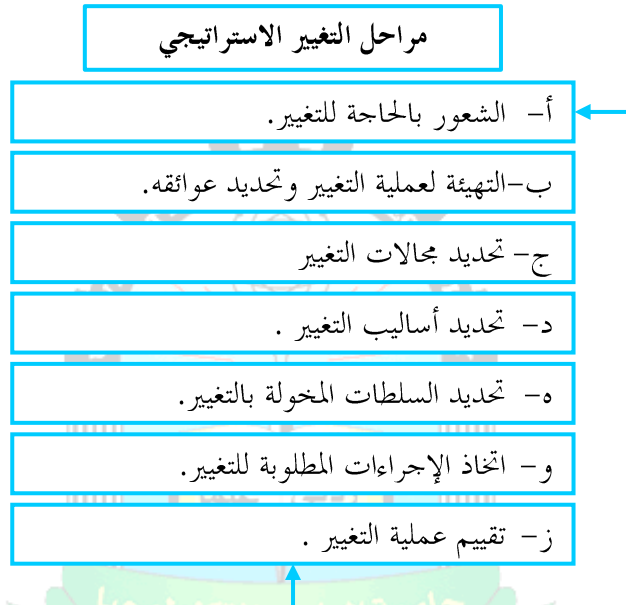 مراحل التغيير الاستراتيجي
أ- الشعور بالحاجة للتغيير.
ب-التهيئة لعملية التغيير وتحديد عوائقه.
ج- تحديد مجالات التغيير
د- تحديد أساليب التغيير .
ه- تحديد السلطات المخولة بالتغيير.
و- اتخاذ الإجراءات المطلوبة للتغيير.
ز- تقييم عملية التغيير .